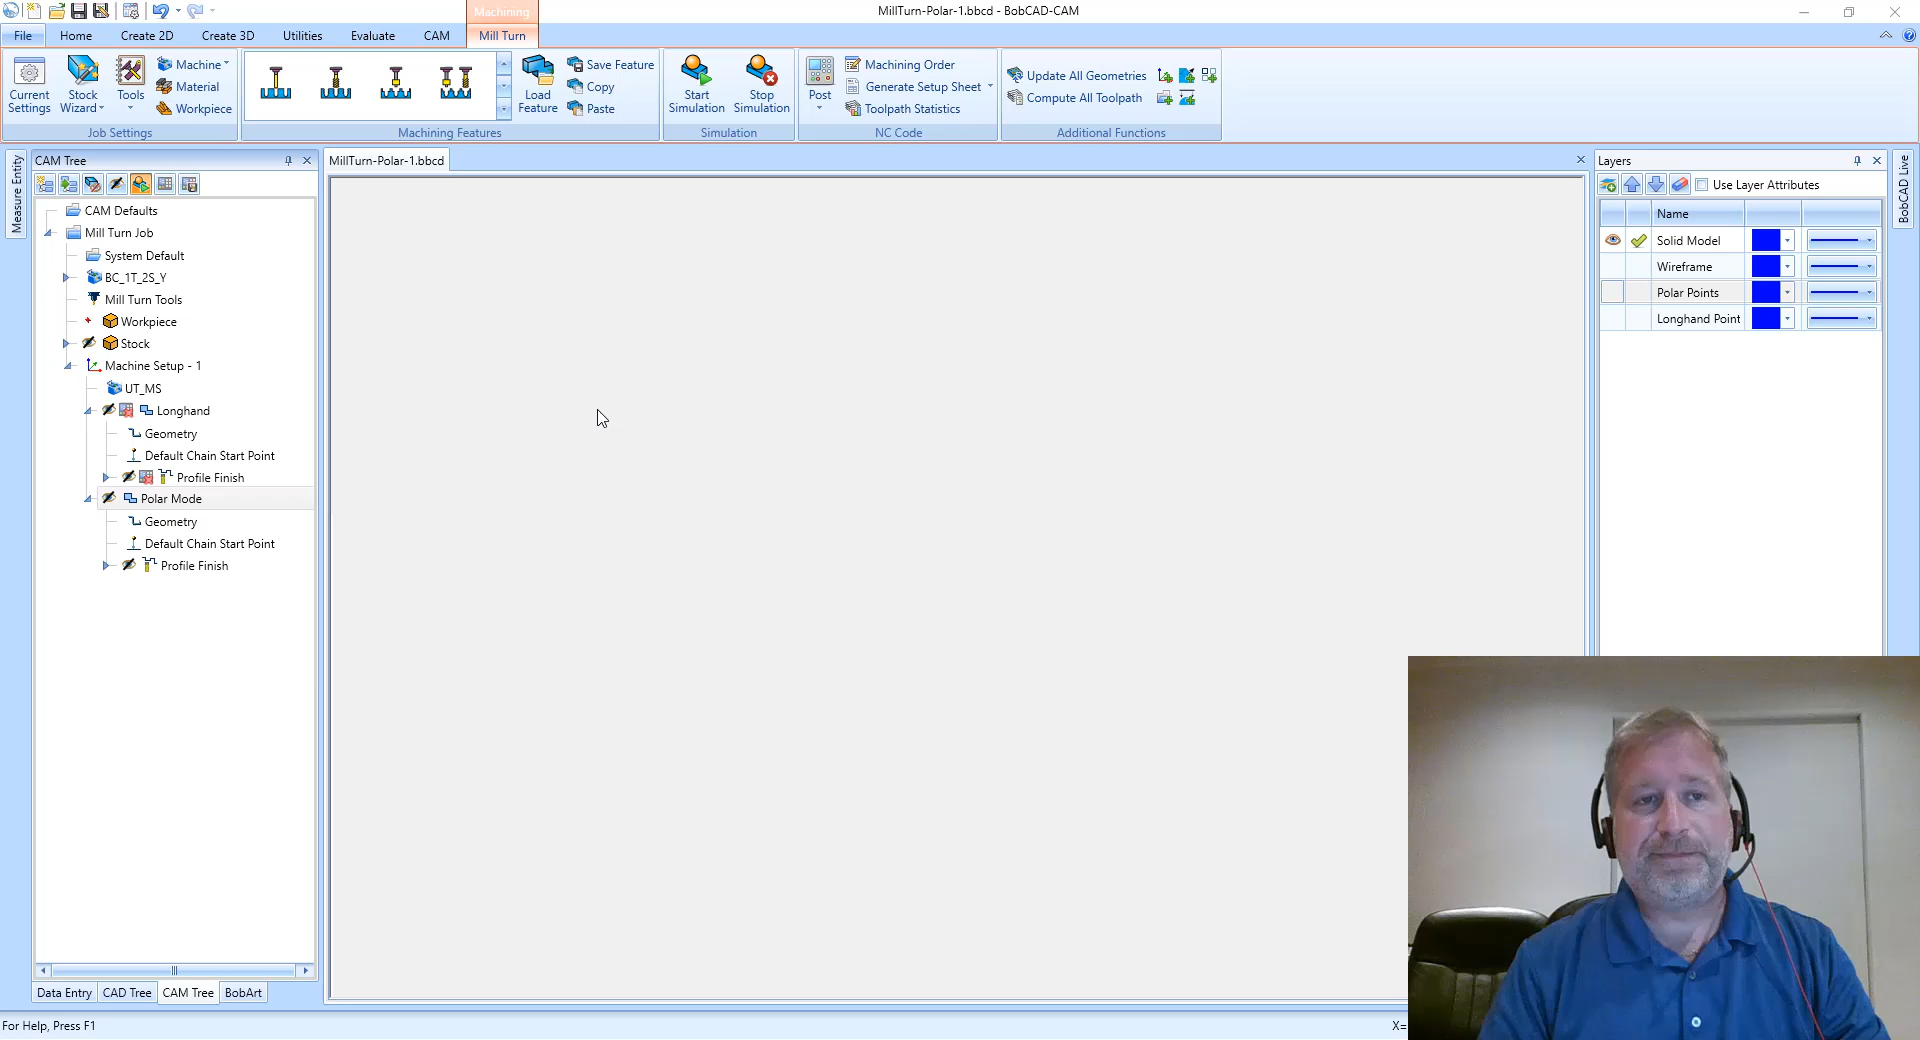 Machining
MillTurn-Polar-1.bbcd - BobCAD-CAM
File
Home
Create 2D
Create 3D
Utilities
Evaluate
CAM
Mill Turn
Current Settings
Stock Wizard
Tools
Machine
Material
Workpiece
Job Settings
Load Feature
Save Feature
Copy
Paste
Machining Features
Start Simulation
Stop Simulation
Simulation
Post
Machining Order
Generate Setup Sheet
Toolpath Statistics
NC Code
Update All Geometries
Compute All Toolpath
Additional Functions
Measure Entity
CAM Tree
CAM Defaults
Mill Turn Job
System Default
BC_1T_2S_Y
Mill Turn Tools
Workpiece
Stock
Machine Setup - 1
UT_MS
Longhand
Geometry
Default Chain Start Point
Profile Finish
Polar Mode
Geometry
Default Chain Start Point
Profile Finish
Data Entry
CAD Tree
CAM Tree
BobArt
MillTurn-Polar-1.bbcd
Layers
Use Layer Attributes
Name
Solid Model
Wireframe
Polar Points
Longhand Point
BobCAD Live
For Help, Press F1
X=